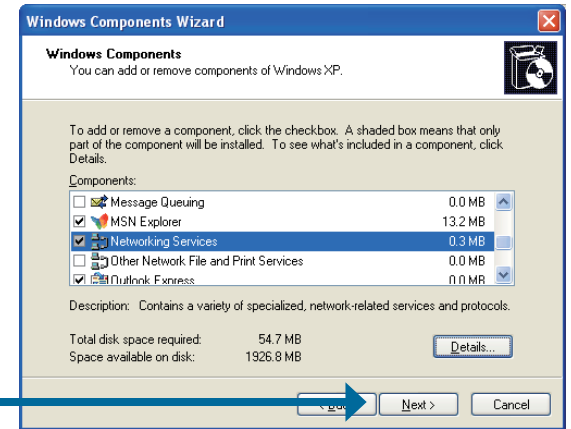 Windows Components Wizard
Windows Components
You can add or remove components of Windows XP.
To add or remove a component, click the checkbox. A shaded box means that only
part of the component will be installed. To see what's included in a component, click
Details.
Components:
Message Queuing 0.0 MB
MSN Explorer 13.2 MB
Networking Services 0.3 MB
Other Network File and Print Services 0.0 MB
Outlook Express 0.0 MB
Description: Contains a variety of specialized, network-related services and protocols.
Total disk space required: 54.7 MB
Space available on disk: 1926.8 MB
Details...
Next > Cancel